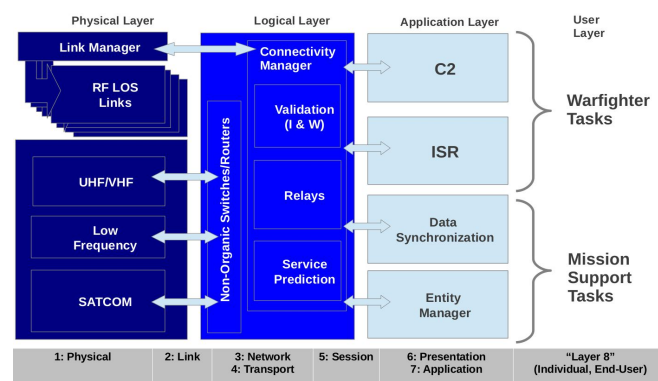 Physical Layer
Logical Layer
Application Layer
User
Layer
Link Manager
RF LOS
Links
UHF/VHF
Low
Frequency
SATCOM
Non-Organic Switches/Routers
Connectivity
Manager
Validation
(I & W)
Relays
Service
Prediction
C2
ISR
Data
Synchronization
Entity
Manager
Warfighter
Tasks
Mission
Support
Tasks
1: Physical
2: Link
3: Network
4: Transport
5: Session
6: Presentation
7: Application
“Layer 8”
(Individual, End-User)